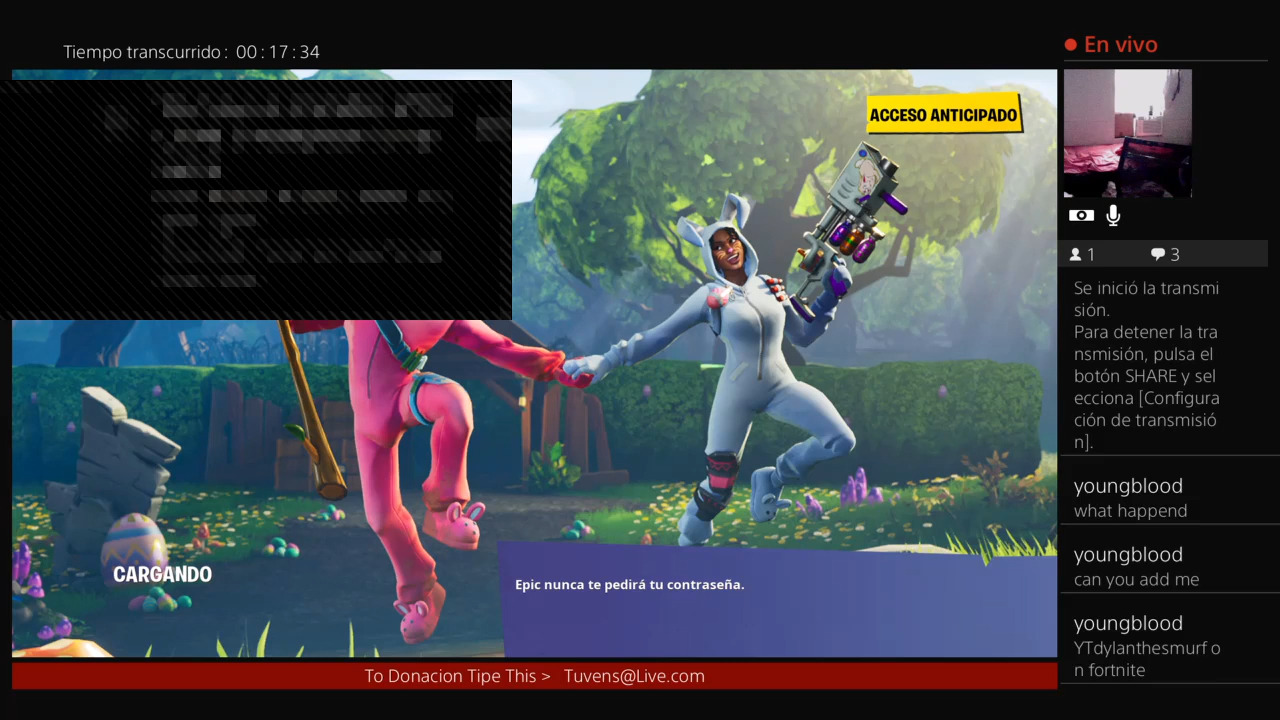 Tiempo transcurrido : 00 : 17 : 34
En vivo
ACCESO ANTICIPADO
1 3
Se inició la transmi
sión.
Para detener la tra
nsmisión, pulsa el
botón SHARE y sel
ecciona [Configura
ción de transmisió
n].
youngblood
what happend
youngblood
can you add me
youngblood
YTdylanthesmurf o
n fortnite
CARGANDO
Epic nunca te pedirá tu contraseña.
To Donacion Tipe This > Tuvens@Live.com